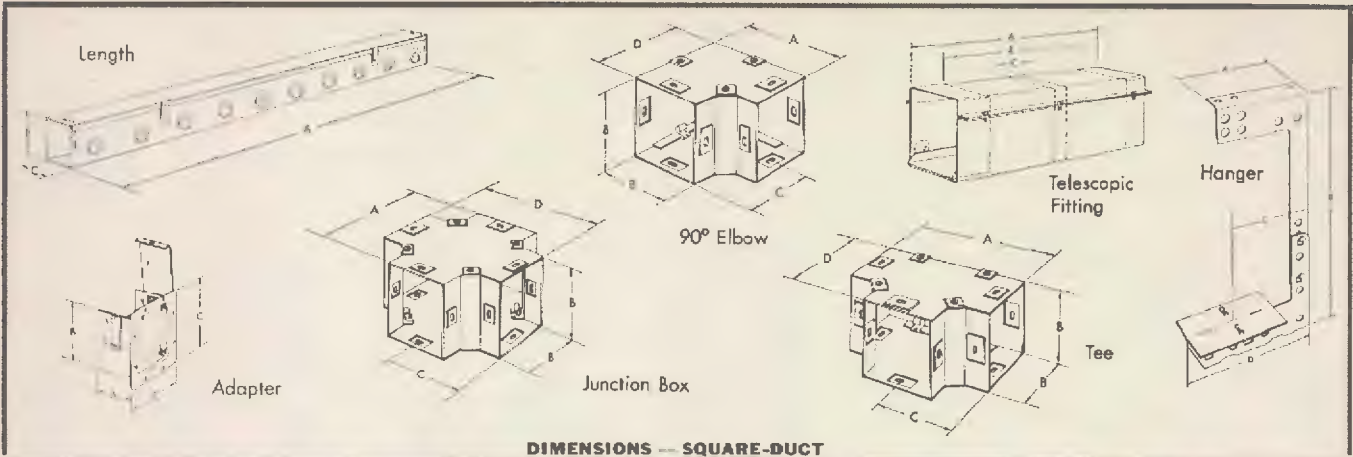 Length
A
C
D
A
B
B
C
90° Elbow
A
B
C
Telescopic
Fitting
Hanger
A
B
C
D
Adapter
C
A
D
B
B
C
Junction Box
D
A
B
B
C
Tee
DIMENSIONS — SQUARE-DUCT